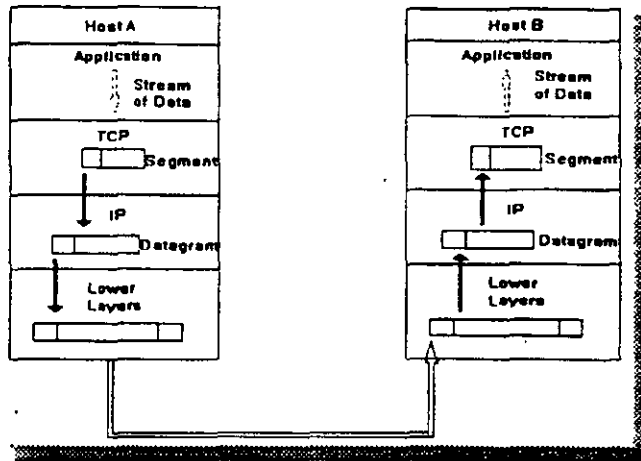 Host A
Application
Stream
of Data
TCP
Segment
IP
Datagram
Lower
Layers
Host B
Application
Stream
of Data
TCP
Segment
IP
Datagram
Lower
Layers